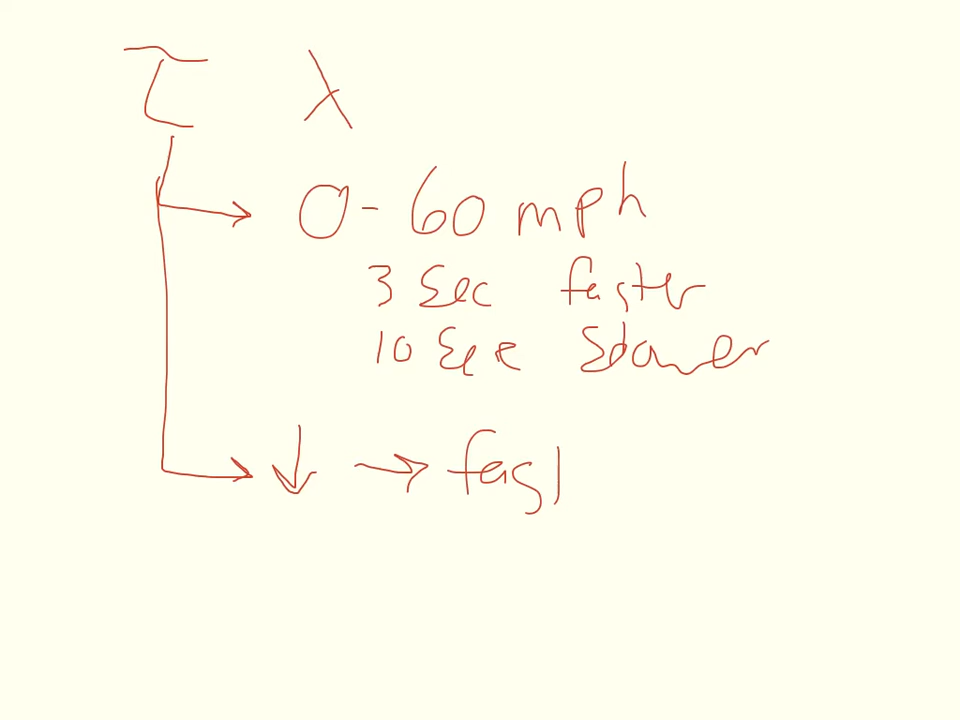 τ λ
0-60 mph
3 Sec faster
10 Sec Slower
↓ → fast